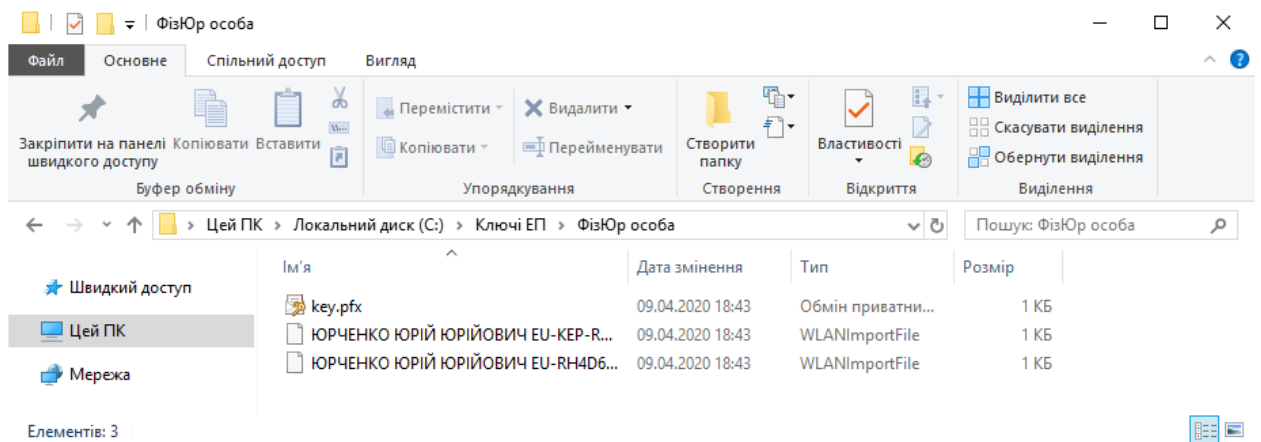 ФізЮр особа
Файл Основне Спільний доступ Вигляд
Закріпити на панелі швидкого доступу
Копіювати
Вставити
Буфер обміну
Перемістити
Копіювати
Видалити
Перейменувати
Упорядкування
Створити папку
Створення
Властивості
Відкриття
Виділити все
Скасувати виділення
Обернути виділення
Виділення
Цей ПК > Локальний диск (C:) > Ключі ЕП > ФізЮр особа
Пошук: ФізЮр особа
Швидкий доступ
Цей ПК
Мережа
Ім'я Дата змінення Тип Розмір
key.pfx 09.04.2020 18:43 Обмін приватни... 1 КБ
ЮРЧЕНКО ЮРІЙ ЮРІЙОВИЧ EU-KEP-R... 09.04.2020 18:43 WLANImportFile 1 КБ
ЮРЧЕНКО ЮРІЙ ЮРІЙОВИЧ EU-RH4D6... 09.04.2020 18:43 WLANImportFile 1 КБ
Елементів: 3